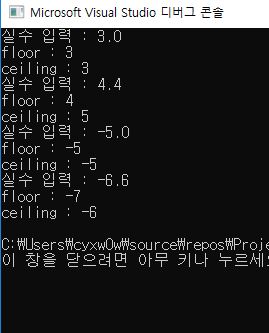 Microsoft Visual Studio 디버그 콘솔
실수 입력 : 3.0
floor : 3
ceiling : 3
실수 입력 : 4.4
floor : 4
ceiling : 5
실수 입력 : -5.0
floor : -5
ceiling : -5
실수 입력 : -6.6
floor : -7
ceiling : -6
C:₩Users₩cyxw0w₩source₩repos₩Proje
이 창을 닫으려면 아무 키나 누르세